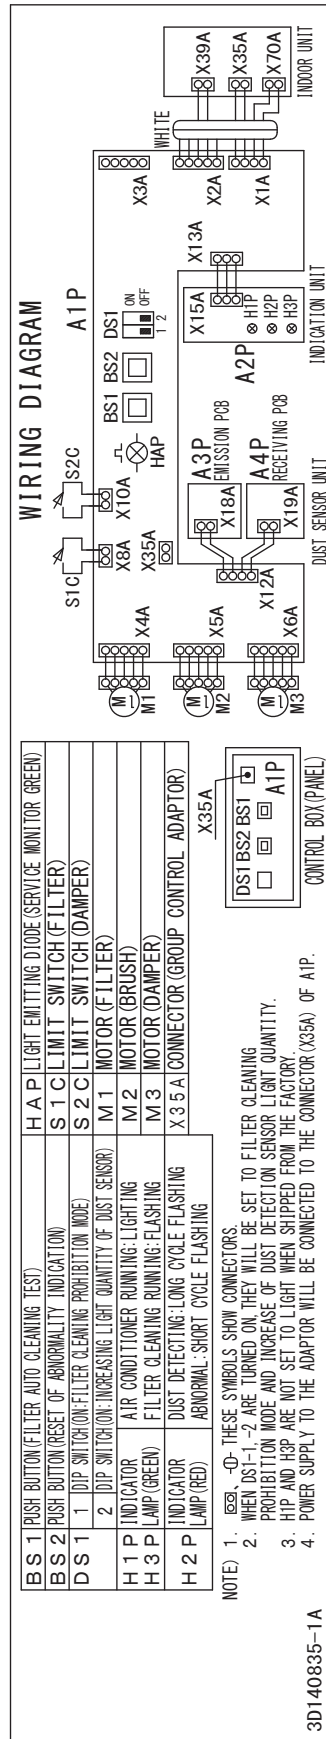 WIRING DIAGRAM
BS1 PUSH BUTTON(FILTER AUTO CLEANING TEST)
BS2 PUSH BUTTON(RESET OF ABNORMALITY INDICATION)
DS1 1 DIP SWITCH(ON:FILTER CLEANING PROHIBITION MODE)
2 DIP SWITCH(ON:INCREASING LIGHT QUANTITY OF DUST SENSOR)
H1P INDICATOR AIR CONDITIONER RUNNING:LIGHTING
H3P LAMP(GREEN) FILTER CLEANING RUNNING:FLASHING
H2P INDICATOR DUST DETECTING:LONG CYCLE FLASHING
LAMP(RED) ABNORMAL:SHORT CYCLE FLASHING
HAP LIGHT EMITTING DIODE(SERVICE MONITOR GREEN)
S1C LIMIT SWITCH(FILTER)
S2C LIMIT SWITCH(DAMPER)
M1 MOTOR(FILTER)
M2 MOTOR(BRUSH)
M3 MOTOR(DAMPER)
X35A CONNECTOR(GROUP CONTROL ADAPTOR)
NOTE) 1. THESE SYMBOLS SHOW CONNECTORS.
2. WHEN DS1-1,-2 ARE TURNED ON,THEY WILL BE SET TO FILTER CLEANING
PROHIBITION MODE AND INCREASE OF DUST DETECTION SENSOR LIGNT QUANTITY.
3. H1P AND H3P ARE NOT SET TO LIGHT WHEN SHIPPED FROM THE FACTORY.
4. POWER SUPPLY TO THE ADAPTOR WILL BE CONNECTED TO THE CONNECTOR(X35A) OF A1P.
X35A
DS1 BS2 BS1
A1P
CONTROL BOX(PANEL)
S1C
S2C
X8A
X10A
X35A
HAP
BS1
BS2
DS1
ON
OFF
1 2
A1P
X3A
WHITE
X39A
X35A
X70A
INDOOR UNIT
X2A
X1A
X4A
M1
X5A
M2
X6A
M3
M
M
M
X12A
A3P
EMISSION PCB
X18A
A4P
RECEIVING PCB
X19A
DUST SENSOR UNIT
X13A
X15A
A2P
H1P
H2P
H3P
INDICATION UNIT
3D140835-1A